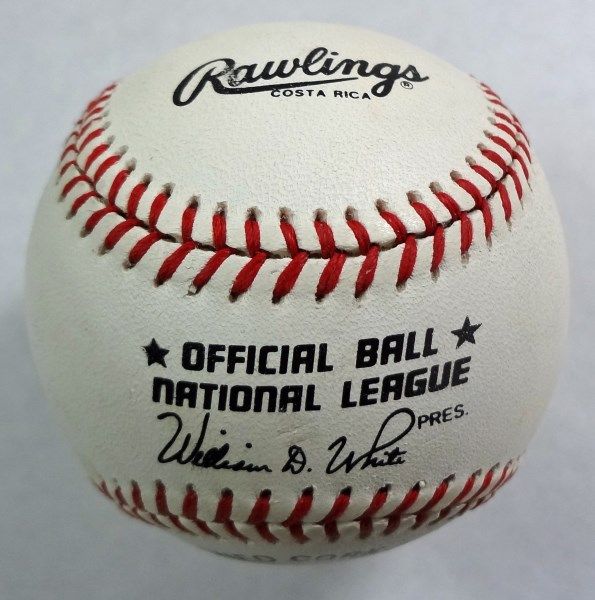 Rawlings®
COSTA RICA
★ OFFICIAL BALL ★
NATIONAL LEAGUE
William D. White PRES.